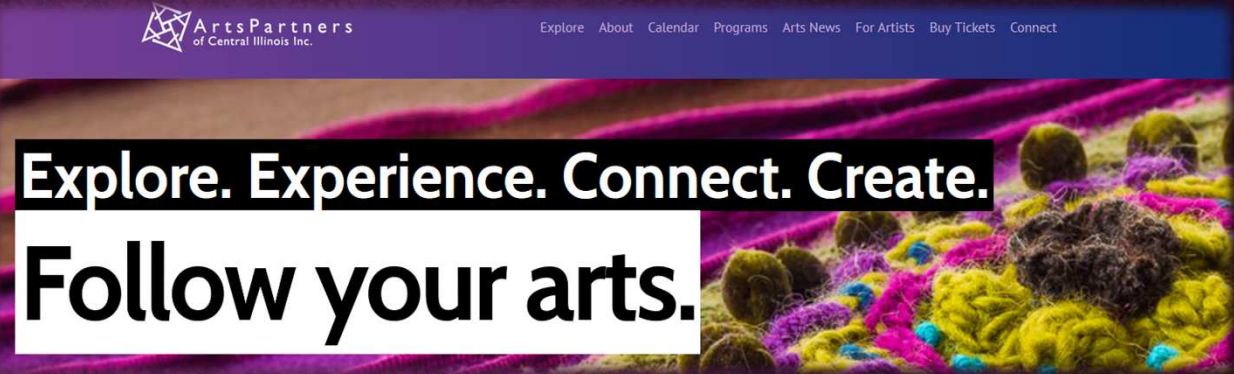 ArtsPartners
of Central Illinois Inc.
Explore About Calendar Programs Arts News For Artists Buy Tickets Connect
Explore. Experience. Connect. Create.
Follow your arts.